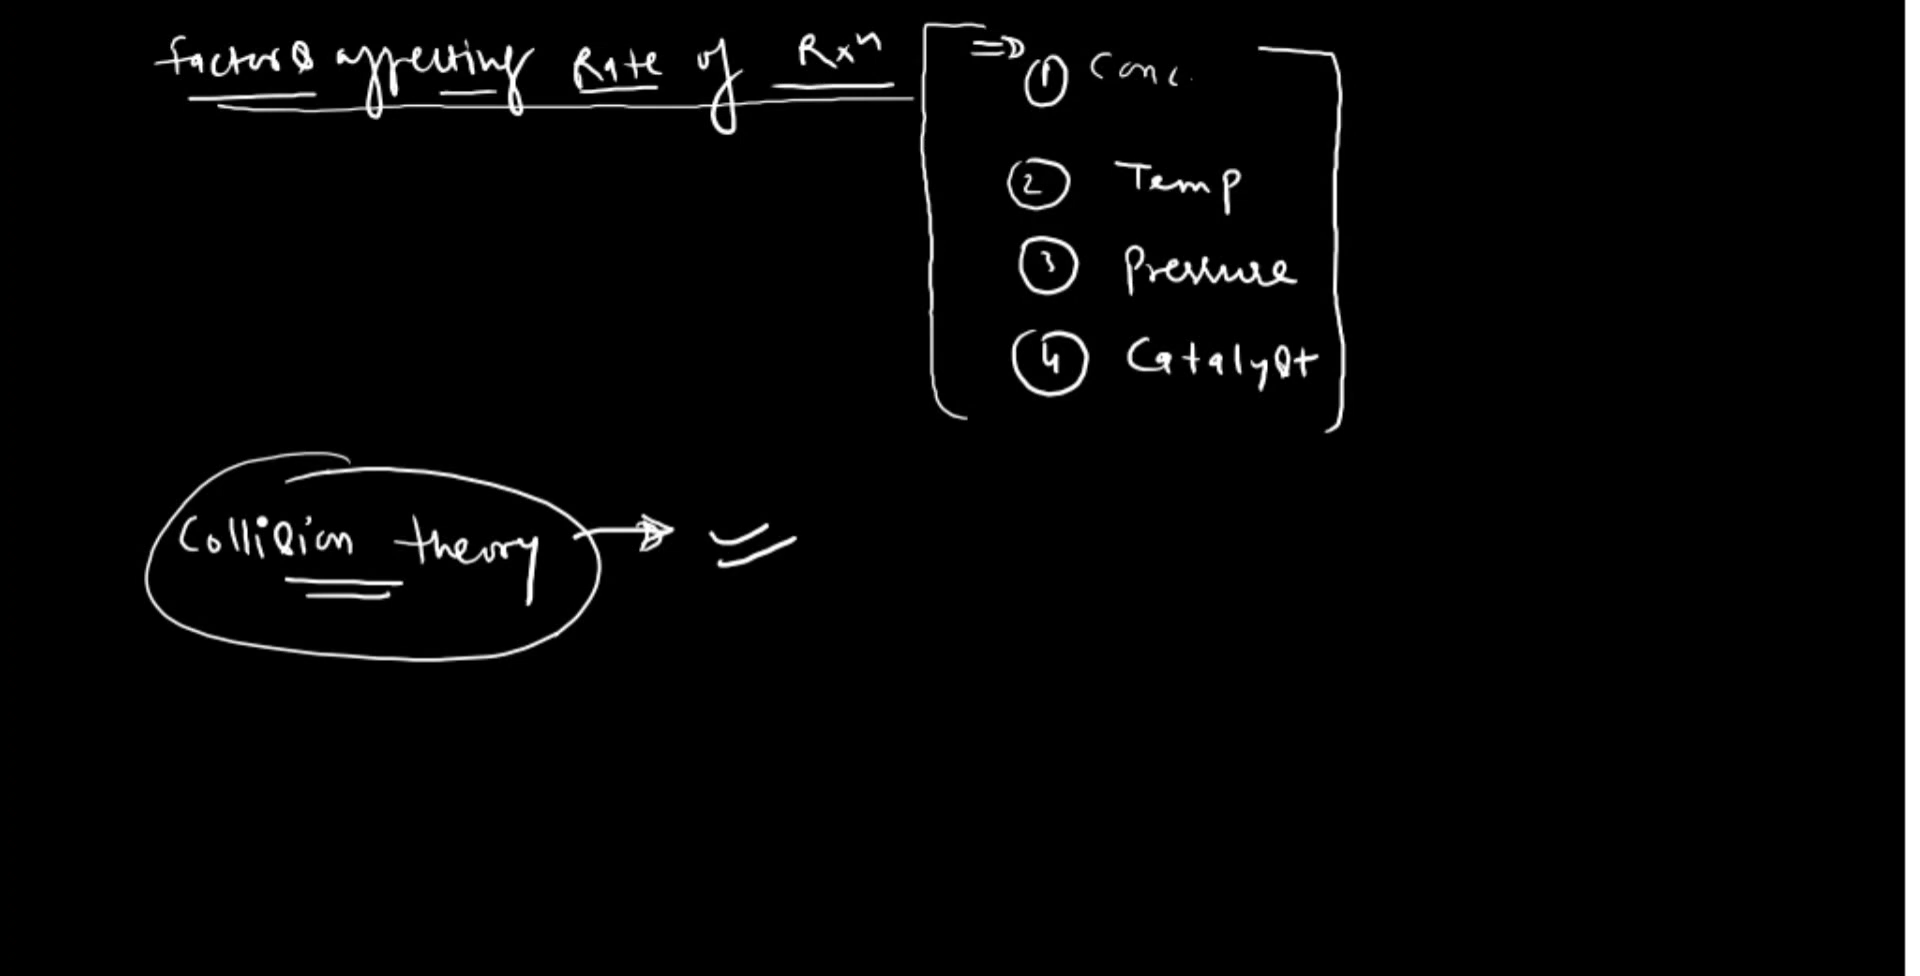 Factors affecting Rate of Rxn
⇒ ① Conc.
② Temp
③ Pressure
④ Catalyst
Collision theory →